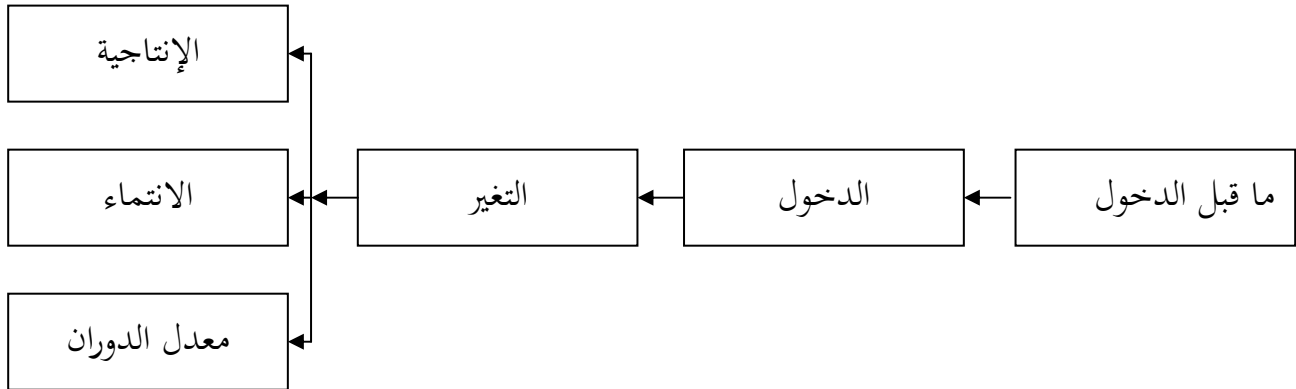 ما قبل الدخول
الدخول
التغير
الإنتاجية
الانتماء
معدل الدوران